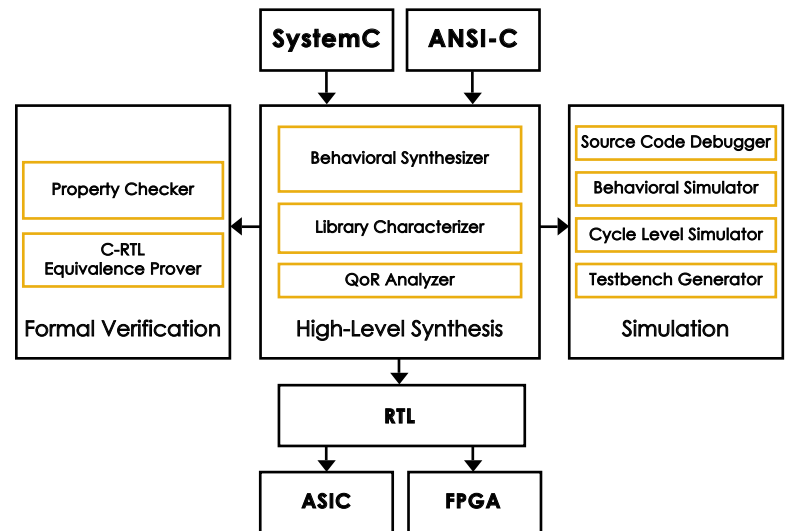 SystemC
ANSI-C
Property Checker
C-RTL
Equivalence Prover
Formal Verification
Behavioral Synthesizer
Library Characterizer
QoR Analyzer
High-Level Synthesis
Source Code Debugger
Behavioral Simulator
Cycle Level Simulator
Testbench Generator
Simulation
RTL
ASIC
FPGA